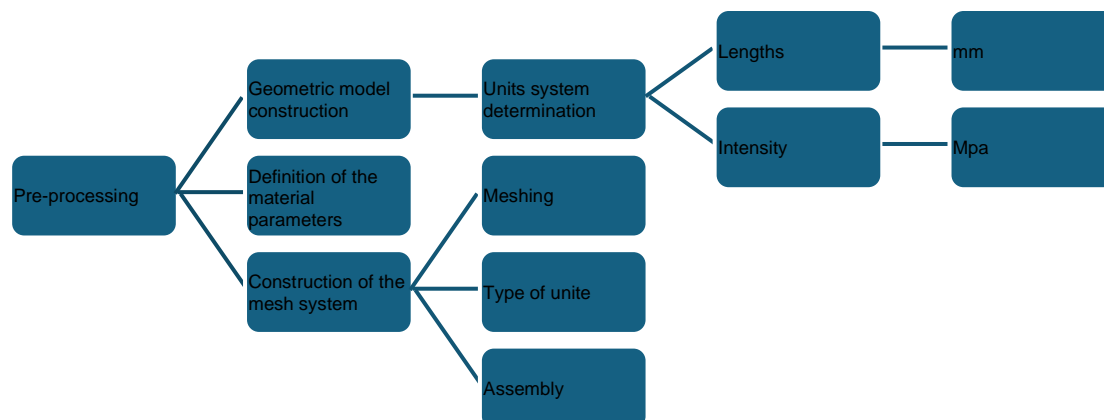 Pre-processing
Geometric model
construction
Units system
determination
Lengths
mm
Intensity
Mpa
Definition of the
material
parameters
Construction of the
mesh system
Meshing
Type of unite
Assembly